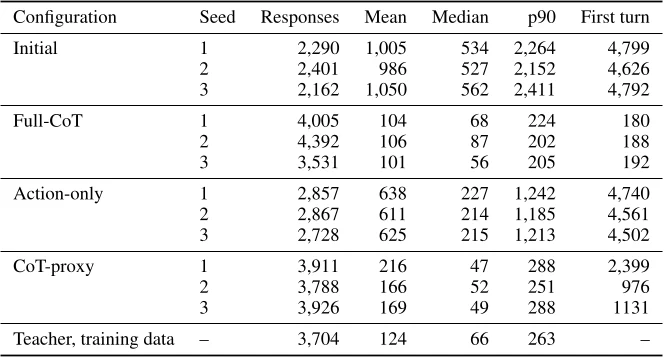 Configuration Seed Responses Mean Median p90 First turn
Initial 1 2,290 1,005 534 2,264 4,799
2 2,401 986 527 2,152 4,626
3 2,162 1,050 562 2,411 4,792
Full-CoT 1 4,005 104 68 224 180
2 4,392 106 87 202 188
3 3,531 101 56 205 192
Action-only 1 2,857 638 227 1,242 4,740
2 2,867 611 214 1,185 4,561
3 2,728 625 215 1,213 4,502
CoT-proxy 1 3,911 216 47 288 2,399
2 3,788 166 52 251 976
3 3,926 169 49 288 1131
Teacher, training data – 3,704 124 66 263 –